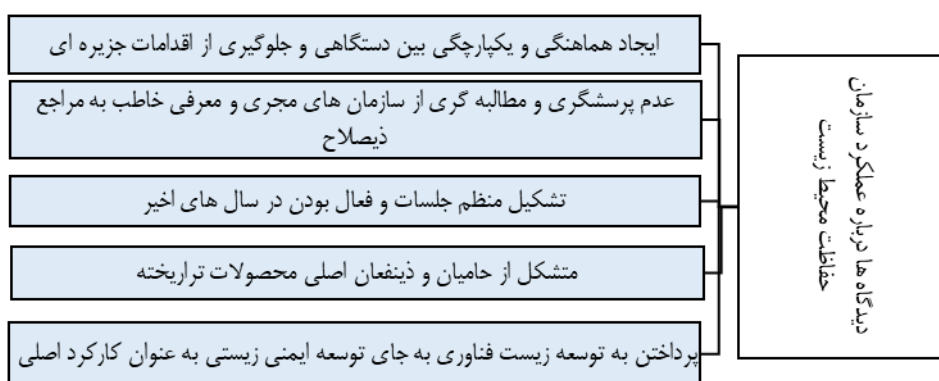 دیدگاه ها درباره عملکرد سازمان
حفاظت محیط زیست
ایجاد هماهنگی و یکپارچگی بین دستگاهی و جلوگیری از اقدامات جزیره ای
عدم پرسشگری و مطالبه گری از سازمان های مجری و معرفی خاطب به مراجع
ذیصلاح
تشکیل منظم جلسات و فعال بودن در سال های اخیر
متشکل از حامیان و ذینفعان اصلی محصولات تراریخته
پرداختن به توسعه زیست فناوری به جای توسعه ایمنی زیستی به عنوان کارکرد اصلی